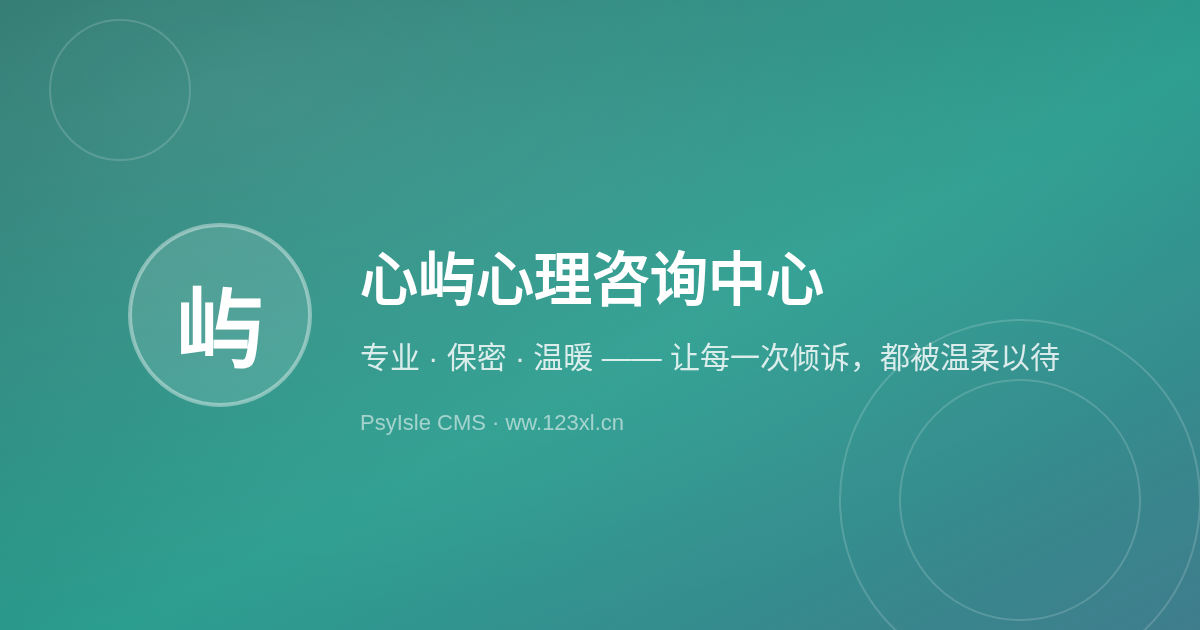 屿
心屿心理咨询中心
专业 · 保密 · 温暖 —— 让每一次倾诉，都被温柔以待
PsyIsle CMS · ww.123xl.cn